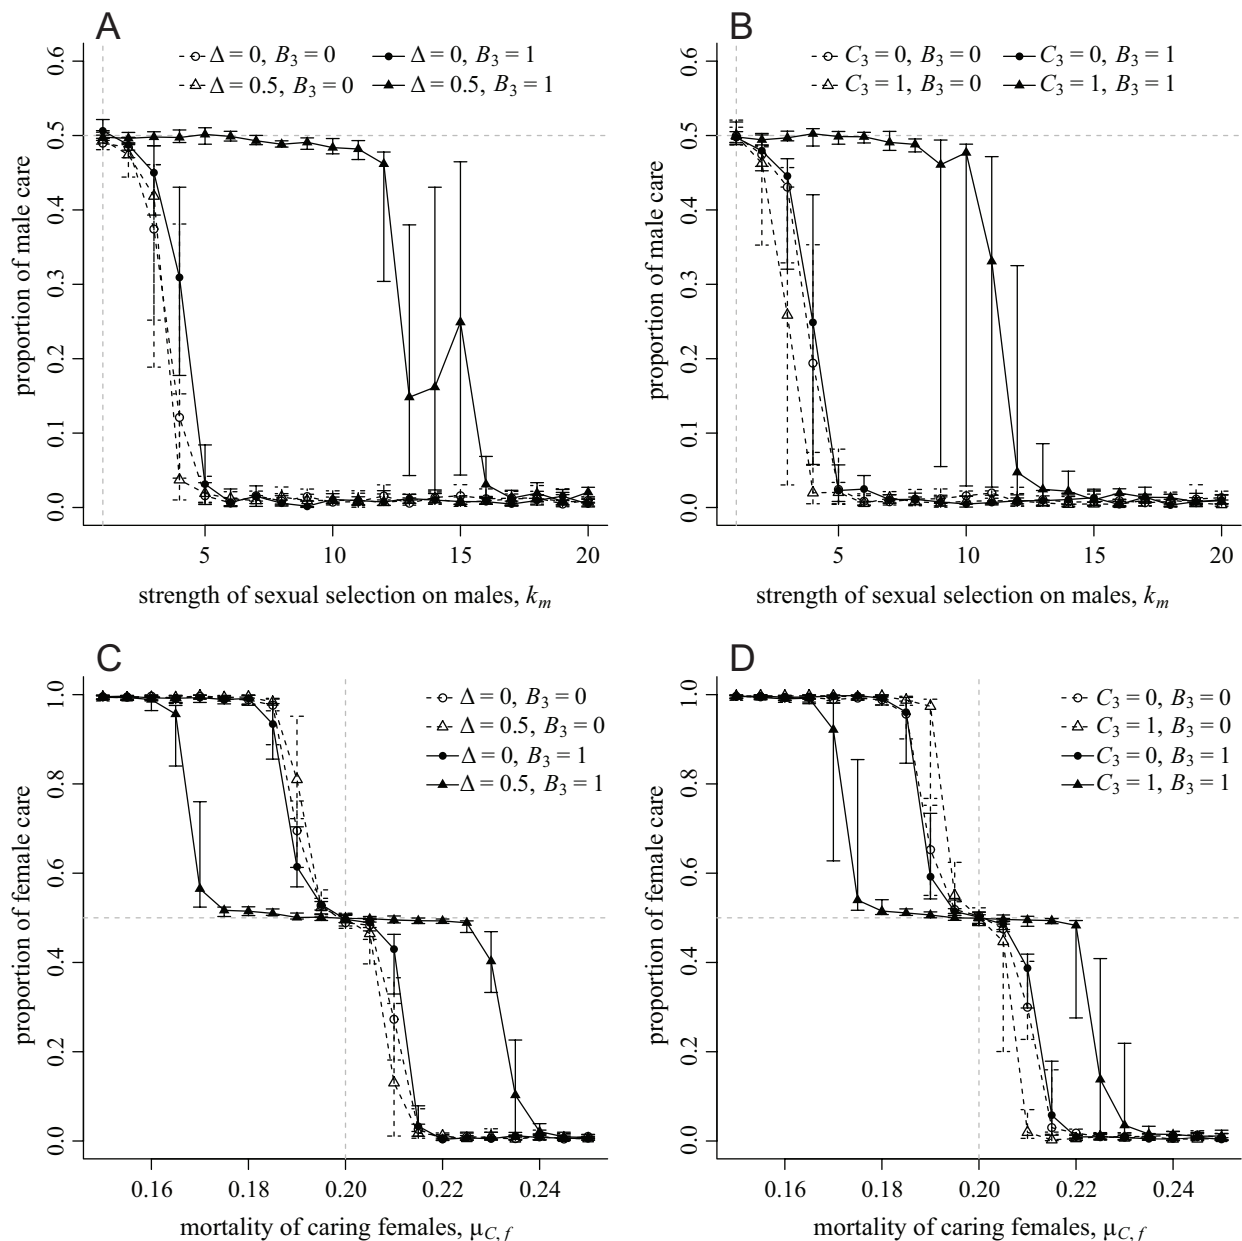 A
Δ = 0, B₃ = 0
Δ = 0, B₃ = 1
Δ = 0.5, B₃ = 0
Δ = 0.5, B₃ = 1
proportion of male care
0.6
0.5
0.4
0.3
0.2
0.1
0.0
5
10
15
20
strength of sexual selection on males, kₘ
B
C₃ = 0, B₃ = 0
C₃ = 0, B₃ = 1
C₃ = 1, B₃ = 0
C₃ = 1, B₃ = 1
proportion of male care
0.6
0.5
0.4
0.3
0.2
0.1
0.0
5
10
15
20
strength of sexual selection on males, kₘ
C
Δ = 0, B₃ = 0
Δ = 0.5, B₃ = 0
Δ = 0, B₃ = 1
Δ = 0.5, B₃ = 1
proportion of female care
1.0
0.8
0.6
0.4
0.2
0.0
0.16
0.18
0.20
0.22
0.24
mortality of caring females, μ_C, f
D
C₃ = 0, B₃ = 0
C₃ = 1, B₃ = 0
C₃ = 0, B₃ = 1
C₃ = 1, B₃ = 1
proportion of female care
1.0
0.8
0.6
0.4
0.2
0.0
0.16
0.18
0.20
0.22
0.24
mortality of caring females, μ_C, f